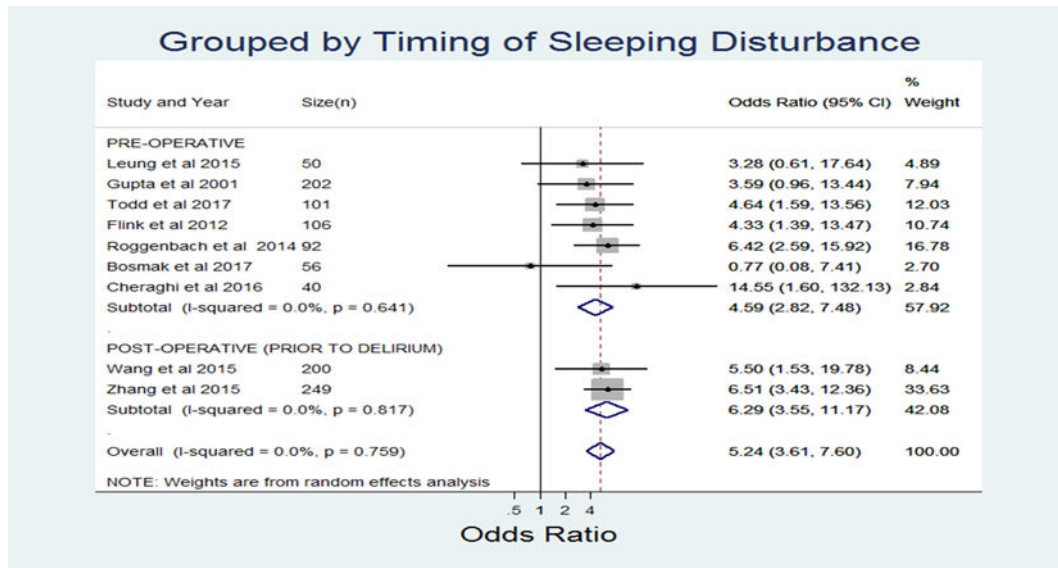 Grouped by Timing of Sleeping Disturbance
%
Study and Year Size(n) Odds Ratio (95% CI) Weight
PRE-OPERATIVE
Leung et al 2015 50 3.28 (0.61, 17.64) 4.89
Gupta et al 2001 202 3.59 (0.96, 13.44) 7.94
Todd et al 2017 101 4.64 (1.59, 13.56) 12.03
Flink et al 2012 106 4.33 (1.39, 13.47) 10.74
Roggenbach et al 2014 92 6.42 (2.59, 15.92) 16.78
Bosmak et al 2017 56 0.77 (0.08, 7.41) 2.70
Cheraghi et al 2016 40 14.55 (1.60, 132.13) 2.84
Subtotal (I-squared = 0.0%, p = 0.641) 4.59 (2.82, 7.48) 57.92
.
POST-OPERATIVE (PRIOR TO DELIRIUM)
Wang et al 2015 200 5.50 (1.53, 19.78) 8.44
Zhang et al 2015 249 6.51 (3.43, 12.36) 33.63
Subtotal (I-squared = 0.0%, p = 0.817) 6.29 (3.55, 11.17) 42.08
.
Overall (I-squared = 0.0%, p = 0.759) 5.24 (3.61, 7.60) 100.00
NOTE: Weights are from random effects analysis
.5 1 2 4
Odds Ratio